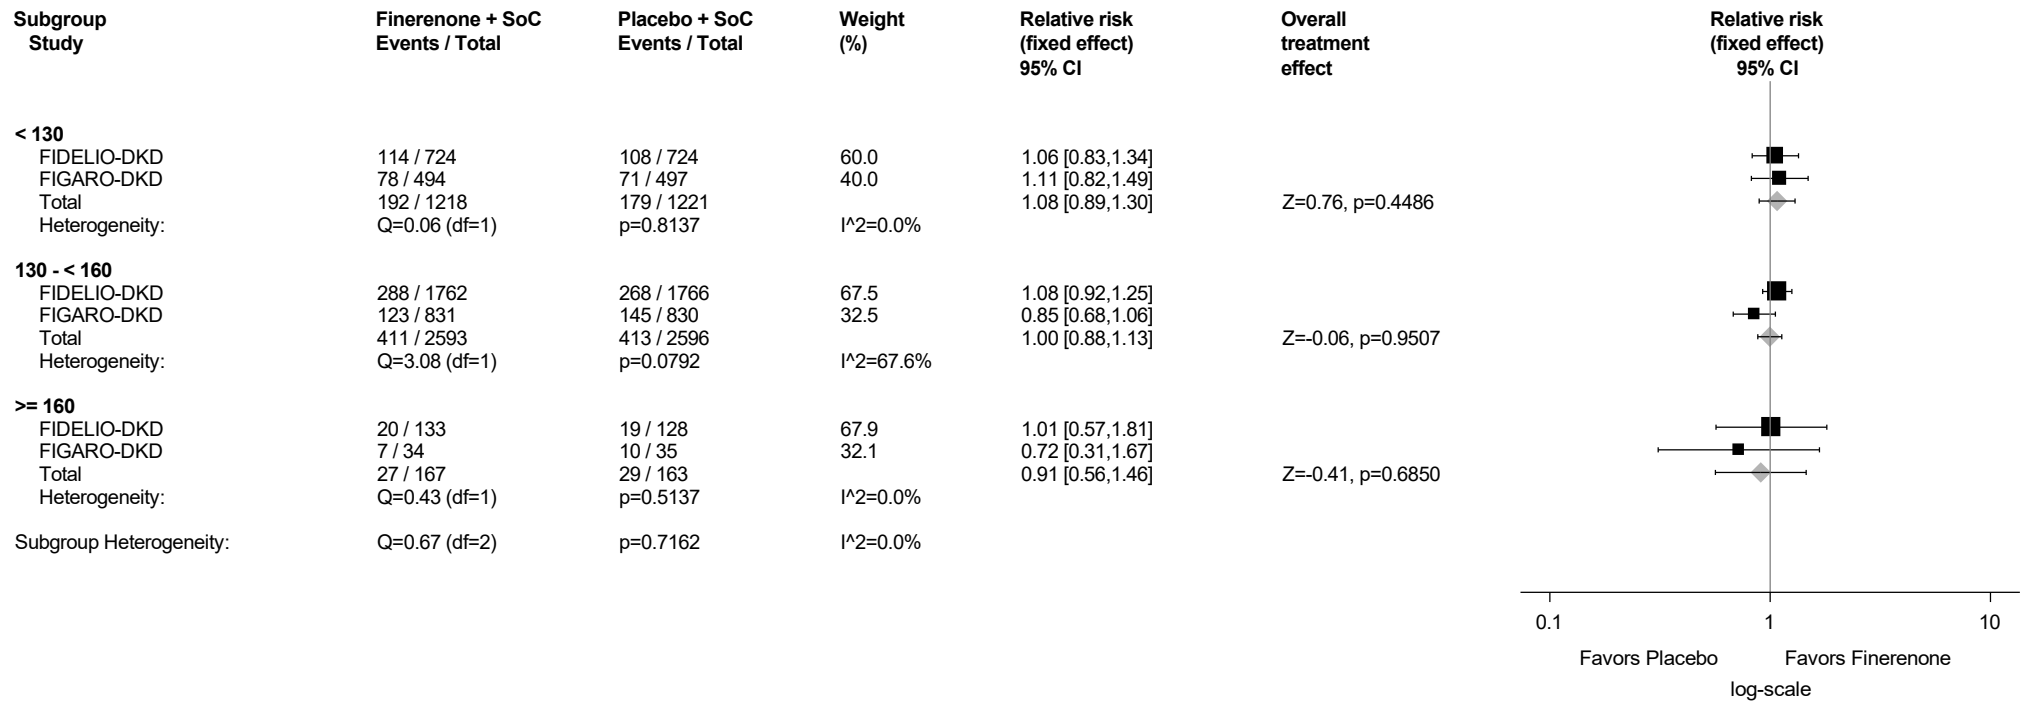 Subgroup Finerenone + SoC Placebo + SoC Weight Relative risk Overall Relative risk
Study Events / Total Events / Total (%) (fixed effect) treatment (fixed effect)
95% CI effect 95% CI
< 130
FIDELIO-DKD 114 / 724 108 / 724 60.0 1.06 [0.83,1.34]
FIGARO-DKD 78 / 494 71 / 497 40.0 1.11 [0.82,1.49]
Total 192 / 1218 179 / 1221 1.08 [0.89,1.30] Z=0.76, p=0.4486
Heterogeneity: Q=0.06 (df=1) p=0.8137 I^2=0.0%
130 - < 160
FIDELIO-DKD 288 / 1762 268 / 1766 67.5 1.08 [0.92,1.25]
FIGARO-DKD 123 / 831 145 / 830 32.5 0.85 [0.68,1.06]
Total 411 / 2593 413 / 2596 1.00 [0.88,1.13] Z=-0.06, p=0.9507
Heterogeneity: Q=3.08 (df=1) p=0.0792 I^2=67.6%
>= 160
FIDELIO-DKD 20 / 133 19 / 128 67.9 1.01 [0.57,1.81]
FIGARO-DKD 7 / 34 10 / 35 32.1 0.72 [0.31,1.67]
Total 27 / 167 29 / 163 0.91 [0.56,1.46] Z=-0.41, p=0.6850
Heterogeneity: Q=0.43 (df=1) p=0.5137 I^2=0.0%
Subgroup Heterogeneity: Q=0.67 (df=2) p=0.7162 I^2=0.0%
0.1 1 10
Favors Placebo Favors Finerenone
log-scale